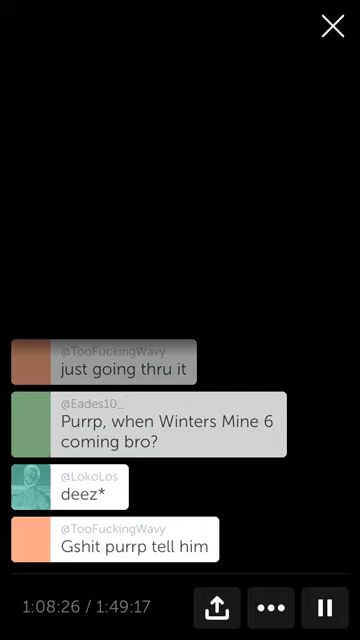 @TooFuckingWavy
just going thru it
@Eades10_
Purrp, when Winters Mine 6
coming bro?
@LokoLos
deez*
@TooFuckingWavy
Gshit purrp tell him
1:08:26 / 1:49:17